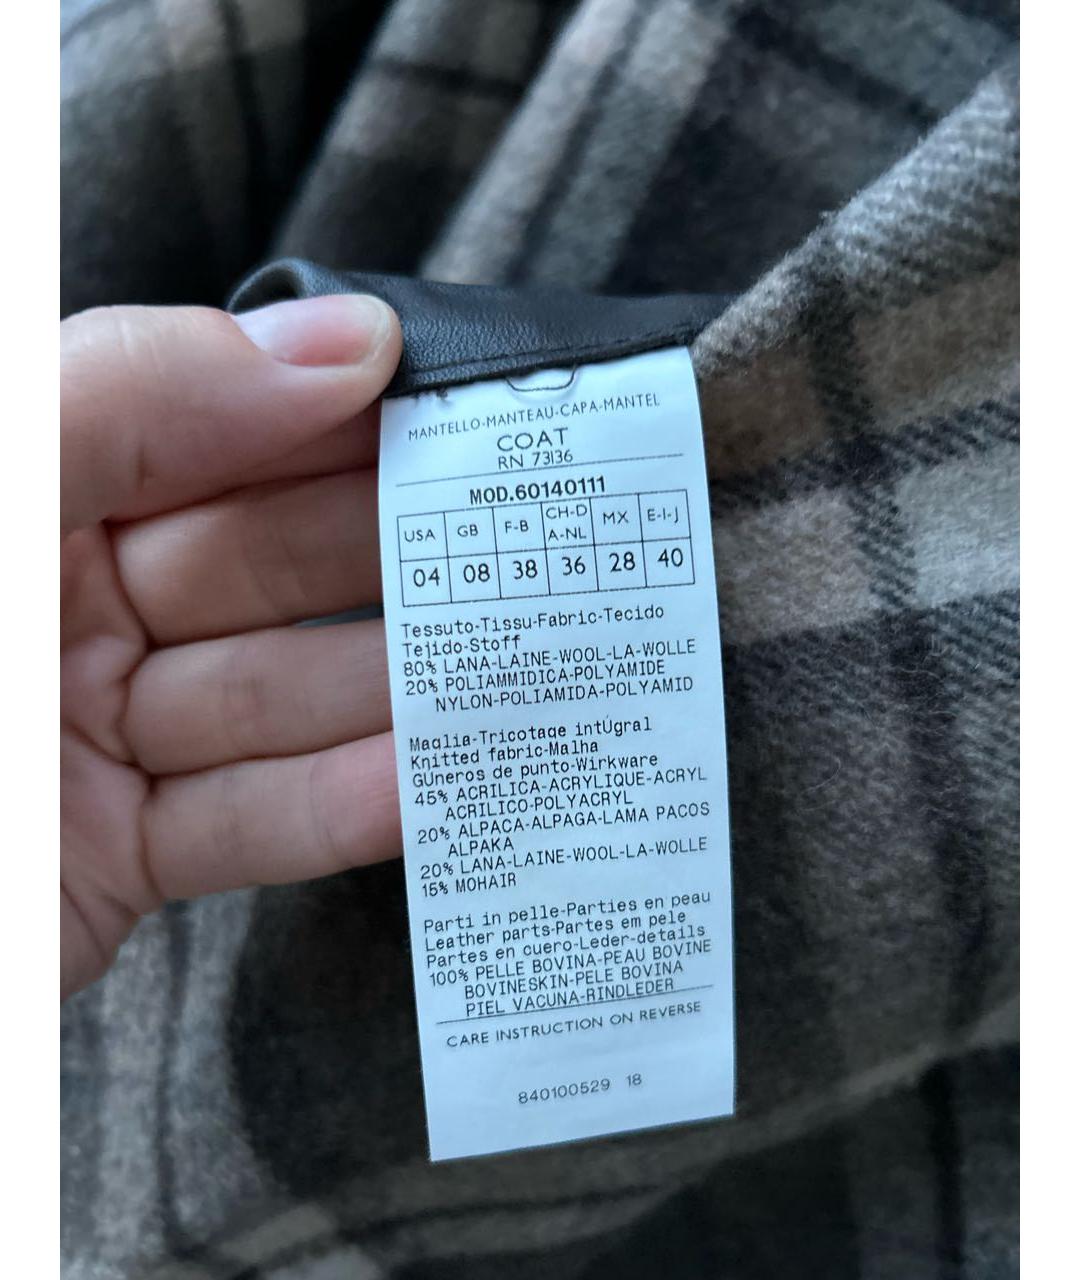 MANTELLO-MANTEAU-CAPA-MANTEL
COAT
RN 73136
MOD.60140111
USA GB F-B CH-D A-NL MX E-I-J
04 08 38 36 28 40
Tessuto-Tissu-Fabric-Tecido
Tejido-Stoff
80% LANA-LAINE-WOOL-LA-WOLLE
20% POLIAMMIDICA-POLYAMIDE
NYLON-POLIAMIDA-POLYAMID
Maglia-Tricotage intÚgral
Knitted fabric-Malha
GÚneros de punto-Wirkware
45% ACRILICA-ACRYLIQUE-ACRYL
ACRILICO-POLYACRYL
20% ALPACA-ALPAGA-LAMA PACOS
ALPAKA
20% LANA-LAINE-WOOL-LA-WOLLE
15% MOHAIR
Parti in pelle-Parties en peau
Leather parts-Partes em pele
Partes en cuero-Leder-details
100% PELLE BOVINA-PEAU BOVINE
BOVINESKIN-PELE BOVINA
PIEL VACUNA-RINDLEDER
CARE INSTRUCTION ON REVERSE
840100529 18